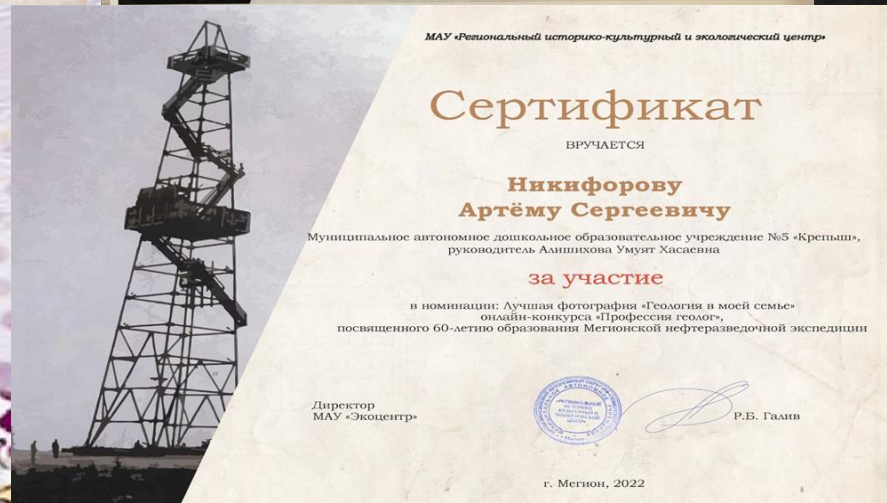 МАУ «Региональный историко-культурный и экологический центр»
Сертификат
ВРУЧАЕТСЯ
Никифорову
Артёму Сергеевичу
Муниципальное автономное дошкольное образовательное учреждение №5 «Крепыш»,
руководитель Алишихова Умуят Хасаевна
за участие
в номинации: Лучшая фотография «Геология в моей семье»
онлайн-конкурса «Профессия геолог»,
посвященного 60-летию образования Мегионской нефтеразведочной экспедиции
Директор
МАУ «Экоцентр»
«РЕГИОНАЛЬНЫЙ
Р.Б. Галив
г. Мегион, 2022